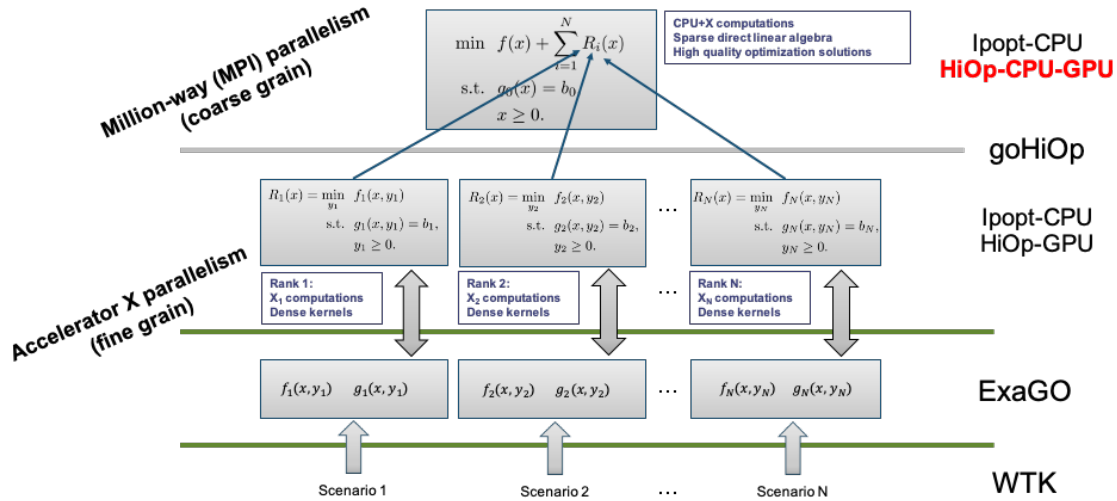 Million-way (MPI) parallelism
(coarse grain)
min f(x) + \sum_{i=1}^{N} R_i(x)
s.t. g_0(x) = b_0
x ≥ 0.
CPU+X computations
Sparse direct linear algebra
High quality optimization solutions
Ipopt-CPU
HiOp-CPU-GPU
goHiOp
Accelerator X parallelism
(fine grain)
R_1(x) = min_{y_1} f_1(x, y_1)
s.t. g_1(x, y_1) = b_1,
y_1 ≥ 0.
R_2(x) = min_{y_2} f_2(x, y_2)
s.t. g_2(x, y_2) = b_2,
y_2 ≥ 0.
...
R_N(x) = min_{y_N} f_N(x, y_N)
s.t. g_N(x, y_N) = b_N,
y_N ≥ 0.
Ipopt-CPU
HiOp-GPU
Rank 1:
X_1 computations
Dense kernels
Rank 2:
X_2 computations
Dense kernels
...
Rank N:
X_N computations
Dense kernels
f_1(x, y_1) g_1(x, y_1)
f_2(x, y_2) g_2(x, y_2)
...
f_N(x, y_N) g_N(x, y_N)
ExaGO
Scenario 1
Scenario 2
...
Scenario N
WTK